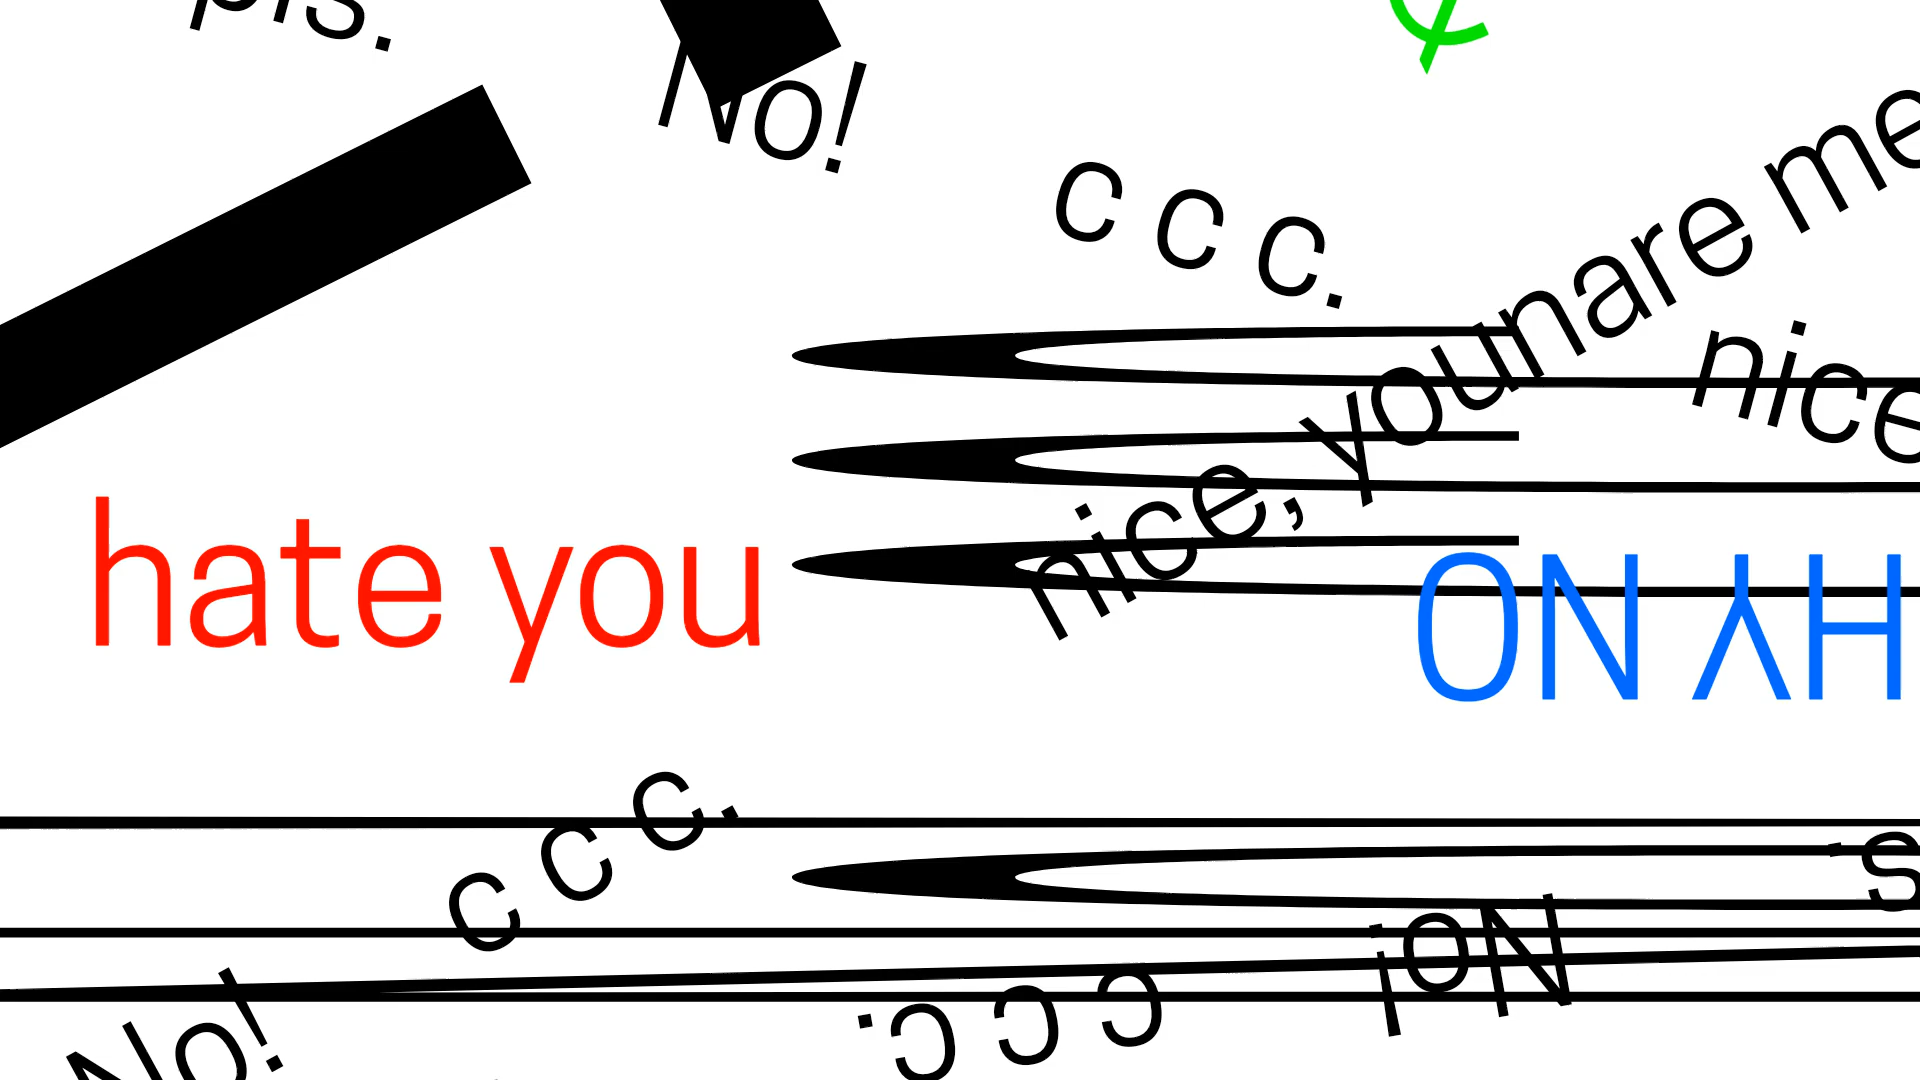 pls.
No!
c c c.
nice, younare me
nice
hate you
HY NO
c c c.
s.
No!
c c c.
No!